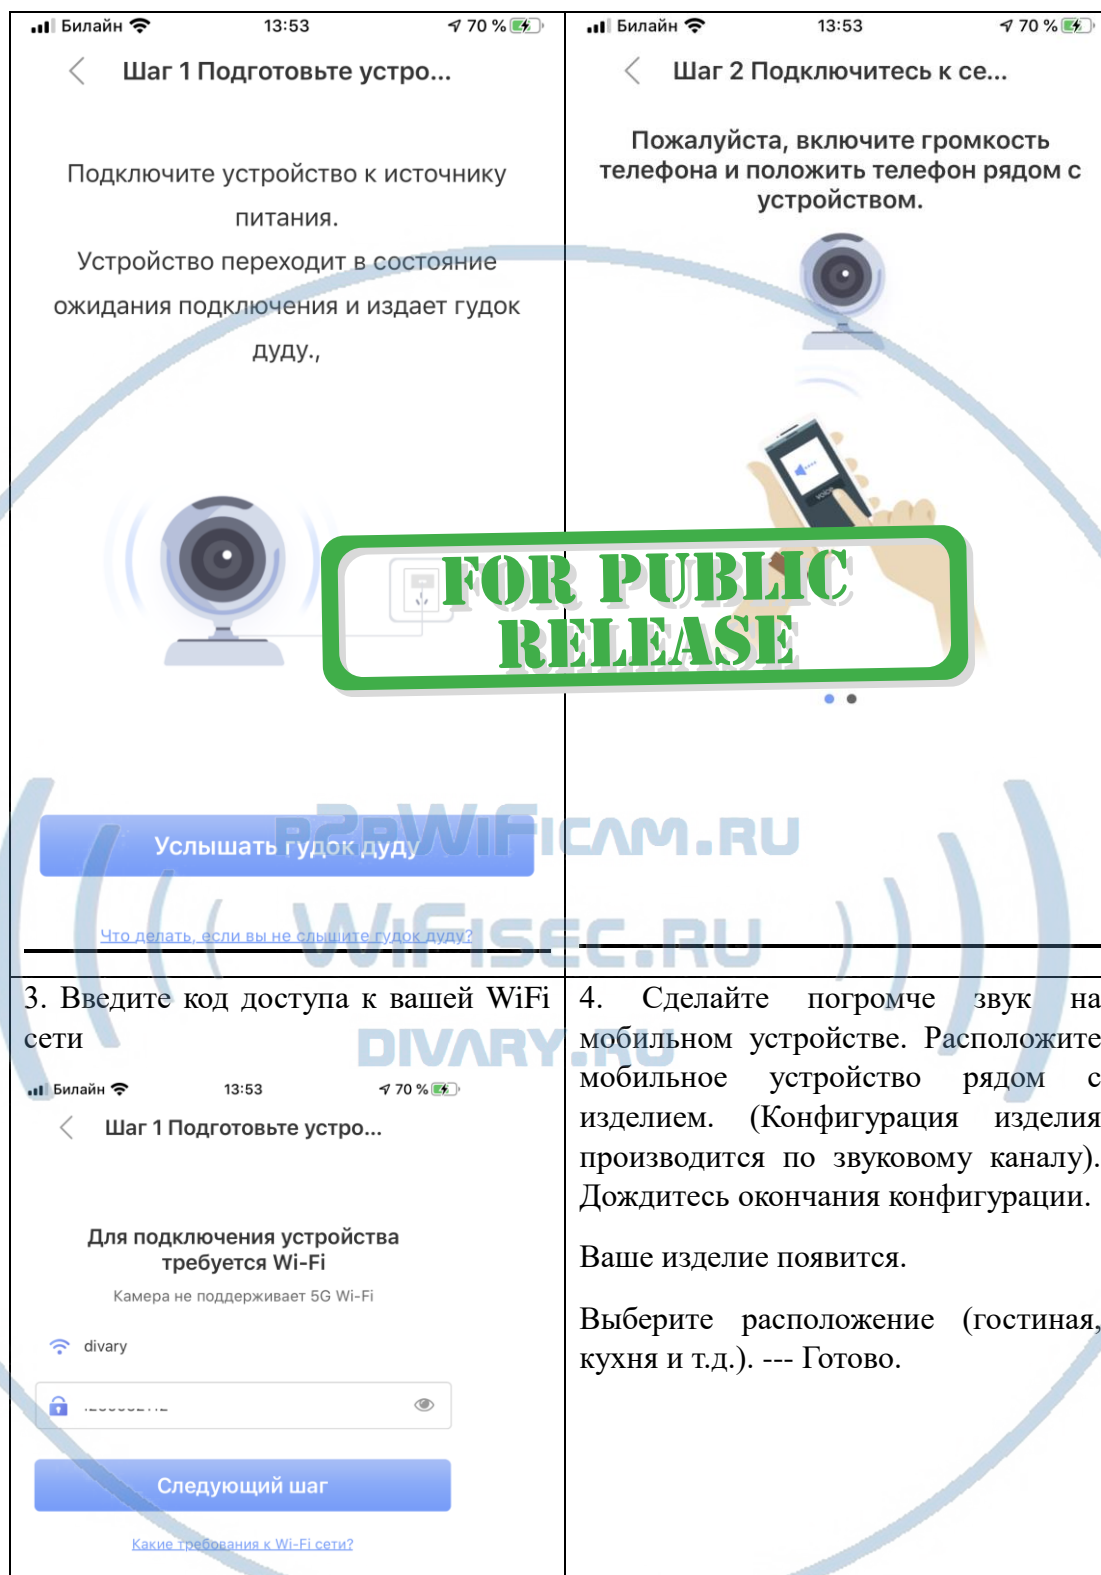 Билайн 13:53 70 %
Шаг 1 Подготовьте устро...
Подключите устройство к источнику
питания.
Устройство переходит в состояние
ожидания подключения и издает гудок
дуду.,
Услышать гудок дуду
Что делать, если вы не слышите гудок дуду?
Билайн 13:53 70 %
Шаг 2 Подключитесь к се...
Пожалуйста, включите громкость
телефона и положить телефон рядом с
устройством.
FOR PUBLIC
RELEASE
P2PWIFICAM.RU
WIFISEC.RU
DIVARY.RU
3. Введите код доступа к вашей WiFi
сети
Билайн 13:53 70 %
Шаг 1 Подготовьте устро...
Для подключения устройства
требуется Wi-Fi
Камера не поддерживает 5G Wi-Fi
divary
Следующий шаг
Какие требования к Wi-Fi сети?
4. Сделайте погромче звук на
мобильном устройстве. Расположите
мобильное устройство рядом с
изделием. (Конфигурация изделия
производится по звуковому каналу).
Дождитесь окончания конфигурации.
Ваше изделие появится.
Выберите расположение (гостиная,
кухня и т.д.). --- Готово.